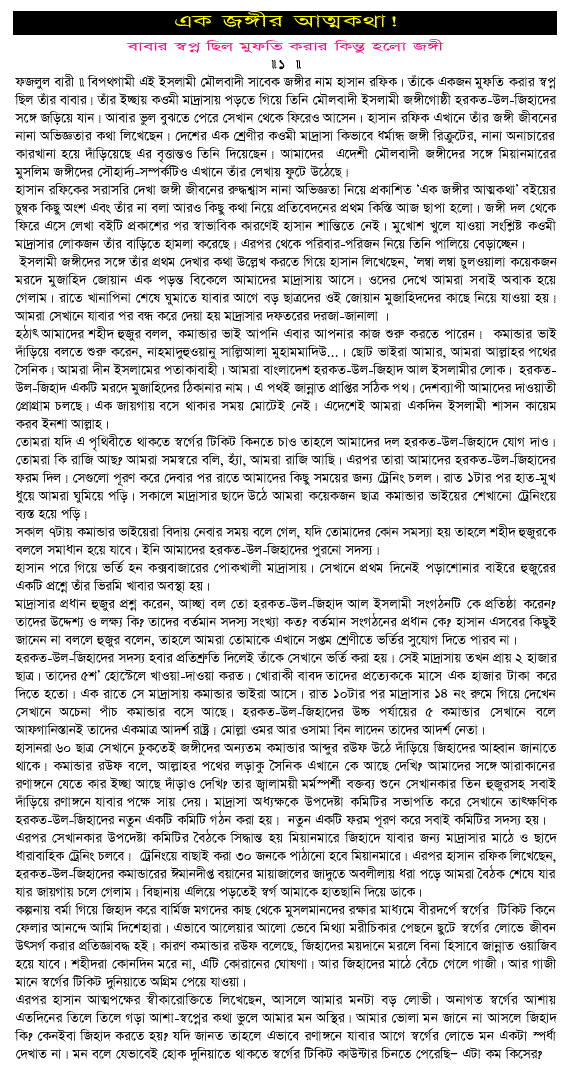 এক জঙ্গীর আত্মকথা!
বাবার স্বপ্ন ছিল মুফতি করার কিন্তু হলো জঙ্গী
॥১ ॥
ফজলুল বারী ॥ বিপথগামী এই ইসলামী মৌলবাদী সাবেক জঙ্গীর নাম হাসান রফিক। তাঁকে একজন মুফতি করার স্বপ্ন
ছিল তাঁর বাবার। তাঁর ইচ্ছায় কওমী মাদ্রাসায় পড়তে গিয়ে তিনি মৌলবাদী ইসলামী জঙ্গীগোষ্ঠী হরকত-উল-জিহাদের
সঙ্গে জড়িয়ে যান। আবার ভুল বুঝতে পেরে সেখান থেকে ফিরেও আসেন। হাসান রফিক এখানে তাঁর জঙ্গী জীবনের
নানা অভিজ্ঞতার কথা লিখেছেন। দেশের এক শ্রেণীর কওমী মাদ্রাসা কিভাবে ধর্মান্ধ জঙ্গী রিক্রুটের, নানা অনাচারের
কারখানা হয়ে দাঁড়িয়েছে এর বৃত্তান্তও তিনি দিয়েছেন। আমাদের এদেশী মৌলবাদী জঙ্গীদের সঙ্গে মিয়ানমারের
মুসলিম জঙ্গীদের সৌহার্দ্য-সম্পর্কটিও এখানে তাঁর লেখায় ফুটে উঠেছে।
হাসান রফিকের সরাসরি দেখা জঙ্গী জীবনের রুদ্ধশ্বাস নানা অভিজ্ঞতা নিয়ে প্রকাশিত ‘এক জঙ্গীর আত্মকথা’ বইয়ের
চুম্বক কিছু অংশ এবং তাঁর না বলা আরও কিছু কথা নিয়ে প্রতিবেদনের প্রথম কিস্তি আজ ছাপা হলো। জঙ্গী দল থেকে
ফিরে এসে লেখা বইটি প্রকাশের পর স্বাভাবিক কারণেই হাসান শান্তিতে নেই। মুখোশ খুলে যাওয়া সংশ্লিষ্ট কওমী
মাদ্রাসার লোকজন তাঁর বাড়িতে হামলা করেছে। এরপর থেকে পরিবার-পরিজন নিয়ে তিনি পালিয়ে বেড়াচ্ছেন।
ইসলামী জঙ্গীদের সঙ্গে তাঁর প্রথম দেখার কথা উল্লেখ করতে গিয়ে হাসান লিখেছেন, ‘লম্বা লম্বা চুলওয়ালা কয়েকজন
মরদে মুজাহিদ জোয়ান এক পড়ন্ত বিকেলে আমাদের মাদ্রাসায় আসে। ওদের দেখে আমরা সবাই অবাক হয়ে
গেলাম। রাতে খানাপিনা শেষে ঘুমাতে যাবার আগে বড় ছাত্রদের ওই জোয়ান মুজাহিদদের কাছে নিয়ে যাওয়া হয়।
আমরা সেখানে যাবার পর বন্ধ করে দেয়া হয় মাদ্রাসার দফতরের দরজা-জানালা ।
হঠাৎ আমাদের শহীদ হুজুর বলল, কমান্ডার ভাই আপনি এবার আপনার কাজ শুরু করতে পারেন। কমান্ডার ভাই
দাঁড়িয়ে বলতে শুরু করেন, নাহমাদুহুওয়ানু সাল্লিআলা মুহামমাদিউ...। ছোট ভাইরা আমার, আমরা আল্লাহর পথের
সৈনিক। আমরা দীন ইসলামের পতাকাবাহী। আমরা বাংলাদেশ হরকত-উল-জিহাদ আল ইসলামীর লোক। হরকত-
উল-জিহাদ একটি মরদে মুজাহিদের ঠিকানার নাম। এ পথই জান্নাত প্রাপ্তির সঠিক পথ। দেশব্যাপী আমাদের দাওয়াতী
প্রোগ্রাম চলছে। এক জায়গায় বসে থাকার সময় মোটেই নেই। এদেশেই আমরা একদিন ইসলামী শাসন কায়েম
করব ইনশা আল্লাহ।
তোমরা যদি এ পৃথিবীতে থাকতে স্বর্গের টিকিট কিনতে চাও তাহলে আমাদের দল হরকত-উল-জিহাদে যোগ দাও।
তোমরা কি রাজি আছ? আমরা সমস্বরে বলি, হ্যাঁ, আমরা রাজি আছি। এরপর তারা আমাদের হরকত-উল-জিহাদের
ফরম দিল। সেগুলো পূরণ করে দেবার পর রাতে আমাদের কিছু সময়ের জন্য ট্রেনিং চলল। রাত ১টার পর হাত-মুখ
ধুয়ে আমরা ঘুমিয়ে পড়ি। সকালে মাদ্রাসার ছাদে উঠে আমরা কয়েকজন ছাত্র কমান্ডার ভাইয়ের শেখানো ট্রেনিংয়ে
ব্যস্ত হয়ে পড়ি।
সকাল ৭টায় কমান্ডার ভাইয়েরা বিদায় নেবার সময় বলে গেল, যদি তোমাদের কোন সমস্যা হয় তাহলে শহীদ হুজুরকে
বললে সমাধান হয়ে যাবে। ইনি আমাদের হরকত-উল-জিহাদের পুরনো সদস্য।
হাসান পরে গিয়ে ভর্তি হন কক্সবাজারের পোকখালী মাদ্রাসায়। সেখানে প্রথম দিনেই পড়াশোনার বাইরে হুজুরের
একটি প্রশ্নে তাঁর ভিরমি খাবার অবস্থা হয়।
মাদ্রাসার প্রধান হুজুর প্রশ্ন করেন, আচ্ছা বল তো হরকত-উল-জিহাদ আল ইসলামী সংগঠনটি কে প্রতিষ্ঠা করেন?
তাদের উদ্দেশ্য ও লক্ষ্য কি? তাদের বর্তমান সদস্য সংখ্যা কত? বর্তমান সংগঠনের প্রধান কে? হাসান এসবের কিছুই
জানেন না বললে হুজুর বলেন, তাহলে আমরা তোমাকে এখানে সপ্তম শ্রেণীতে ভর্তির সুযোগ দিতে পারব না।
হরকত-উল-জিহাদের সদস্য হবার প্রতিশ্রুতি দিলেই তাঁকে সেখানে ভর্তি করা হয়। সেই মাদ্রাসায় তখন প্রায় ২ হাজার
ছাত্র। তাদের ৫শ’ হোস্টেলে খাওয়া-দাওয়া করত। খোরাকী বাবদ তাদের প্রত্যেককে মাসে এক হাজার টাকা করে
দিতে হতো। এক রাতে সে মাদ্রাসায় কমান্ডার ভাইরা আসে। রাত ১০টার পর মাদ্রাসার ১৪ নং রুমে গিয়ে দেখেন
সেখানে অচেনা পাঁচ কমান্ডার বসে আছে। হরকত-উল-জিহাদের উচ্চ পর্যায়ের ৫ কমান্ডার সেখানে বলে
আফগানিস্তানই তাদের একমাত্র আদর্শ রাষ্ট্র। মোল্লা ওমর আর ওসামা বিন লাদেন তাদের আদর্শ নেতা।
হাসানরা ৬০ ছাত্র সেখানে ঢুকতেই জঙ্গীদের অন্যতম কমান্ডার আব্দুর রউফ উঠে দাঁড়িয়ে জিহাদের আহ্বান জানাতে
থাকে। কমান্ডার রউফ বলে, আল্লাহর পথের লড়াকু সৈনিক এখানে কে আছে দেখি? আমাদের সঙ্গে আরাকানের
রণাঙ্গনে যেতে কার ইচ্ছা আছে দাঁড়াও দেখি? তার জ্বালাময়ী মর্মস্পর্শী বক্তব্য শুনে সেখানকার তিন হুজুরসহ সবাই
দাঁড়িয়ে রণাঙ্গনে যাবার পক্ষে সায় দেয়। মাদ্রাসা অধ্যক্ষকে উপদেষ্টা কমিটির সভাপতি করে সেখানে তাৎক্ষণিক
হরকত-উল-জিহাদের নতুন একটি কমিটি গঠন করা হয়। নতুন একটি ফরম পূরণ করে সবাই কমিটির সদস্য হয়।
এরপর সেখানকার উপদেষ্টা কমিটির বৈঠকে সিদ্ধান্ত হয় মিয়ানমারে জিহাদে যাবার জন্য মাদ্রাসার মাঠে ও ছাদে
ধারাবাহিক ট্রেনিং চলবে। ট্রেনিংয়ে বাছাই করা ৩০ জনকে পাঠানো হবে মিয়ানমারে। এরপর হাসান রফিক লিখেছেন,
হরকত-উল-জিহাদের কমান্ডারের ঈমানদীপ্ত বয়ানের মায়াজালের জাদুতে অবলীলায় ধরা পড়ে আমরা বৈঠক শেষে যার
যার জায়গায় চলে গেলাম। বিছানায় এলিয়ে পড়তেই স্বর্গ আমাকে হাতছানি দিয়ে ডাকে।
কল্পনায় বর্মা গিয়ে জিহাদ করে বার্মিজ মগদের কাছ থেকে মুসলমানদের রক্ষার মাধ্যমে বীরদর্পে স্বর্গের টিকিট কিনে
ফেলার আনন্দে আমি দিশেহারা। এভাবে আলেয়ার আলো ভেবে মিথ্যা মরীচিকার পেছনে ছুটে স্বর্গের লোভে জীবন
উৎসর্গ করার প্রতিজ্ঞাবদ্ধ হই। কারণ কমান্ডার রউফ বলেছে, জিহাদের ময়দানে মরলে বিনা হিসাবে জান্নাত ওয়াজিব
হয়ে যাবে। শহীদরা কোনদিন মরে না, এটি কোরানের ঘোষণা। আর জিহাদের মাঠে বেঁচে গেলে গাজী। আর গাজী
মানে স্বর্গের টিকিট দুনিয়াতে অগ্রিম পেয়ে যাওয়া।
এরপর হাসান আত্মপক্ষের স্বীকারোক্তিতে লিখেছেন, আসলে আমার মনটা বড় লোভী। অনাগত স্বর্গের আশায়
এতদিনের তিলে তিলে গড়া আশা-স্বপ্নের কথা ভুলে আমার মন অস্থির। আমার ভোলা মন জানে না আসলে জিহাদ
কি? কেনইবা জিহাদ করতে হয়? যদি জানত তাহলে এভাবে রণাঙ্গনে যাবার আগে স্বর্গের লোভে মন একটা স্পর্ধা
দেখাত না। মন বলে যেভাবেই হোক দুনিয়াতে থাকতে স্বর্গের টিকিট কাউন্টার চিনতে পেরেছি– এটা কম কিসের?